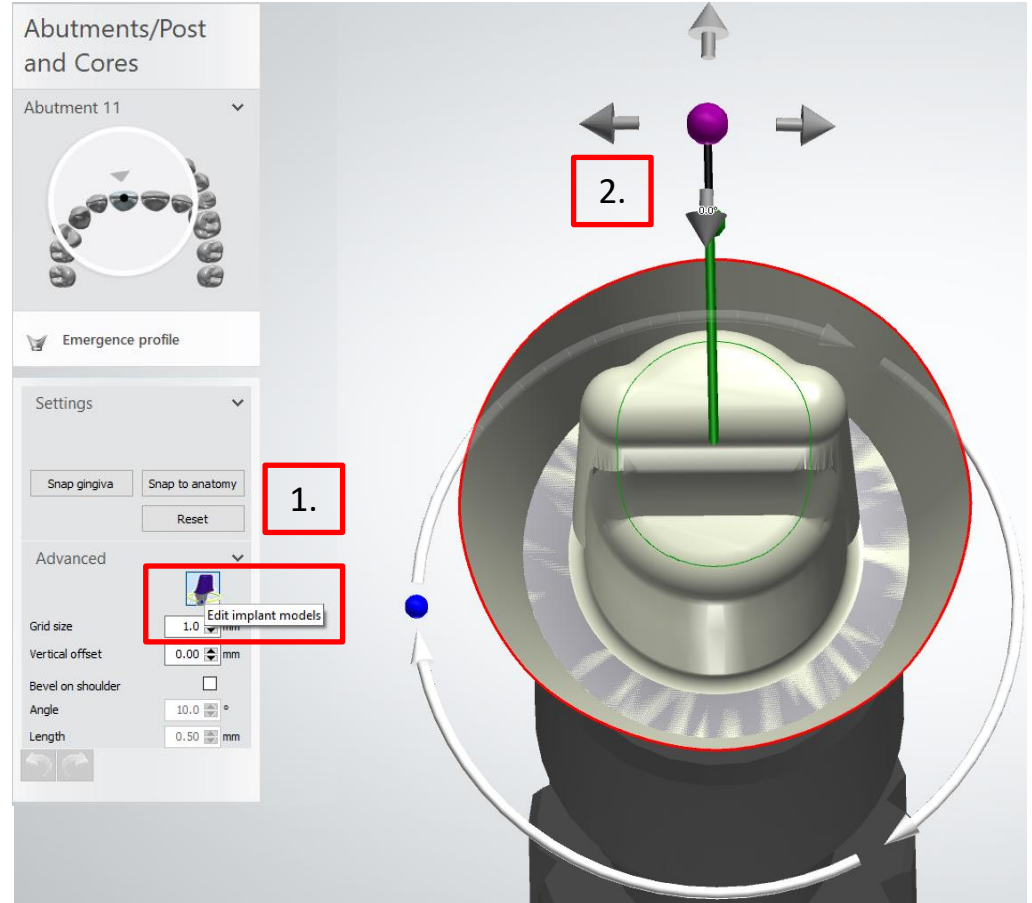 Abutments/Post
and Cores
Abutment 11
Emergence profile
Settings
Snap gingiva Snap to anatomy
Reset
1.
Advanced
Edit implant models
Grid size 1.0 mm
Vertical offset 0.00 mm
Bevel on shoulder
Angle 10.0 °
Length 0.50 mm
2.
0.0°